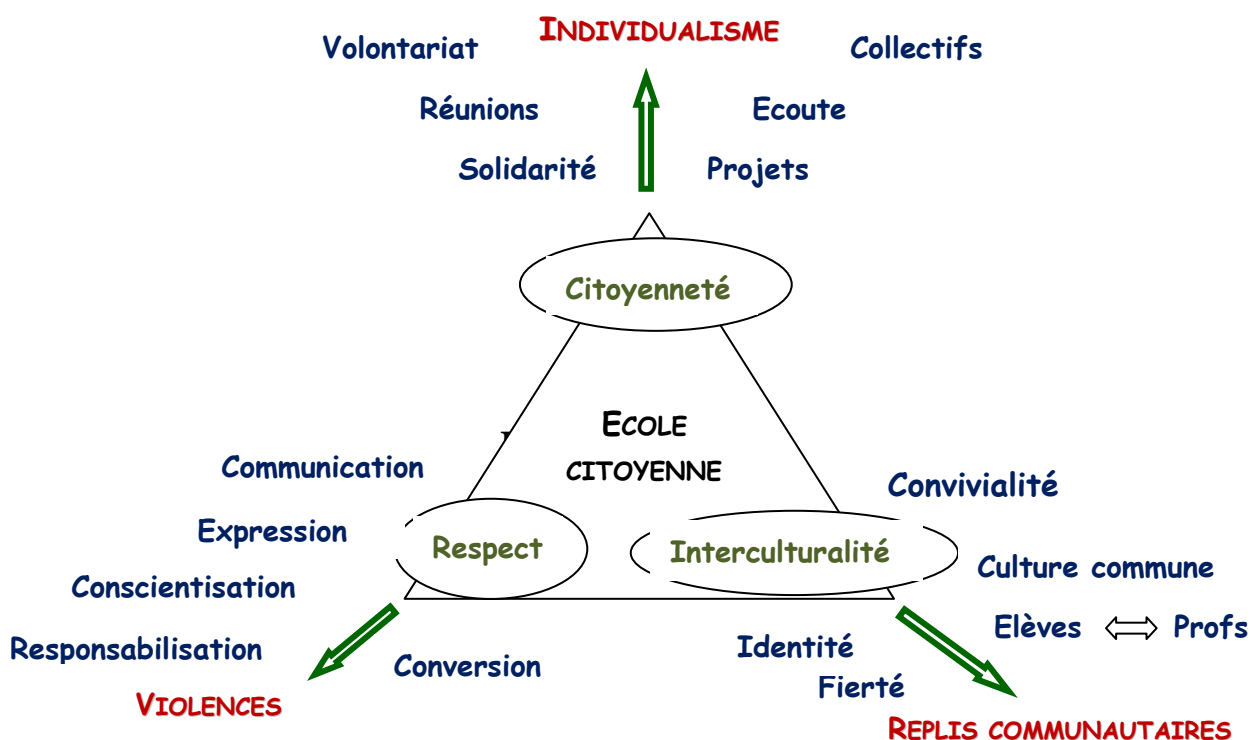 INDIVIDUALISME
Volontariat
Collectifs
Réunions
Ecoute
Solidarité
Projets
Citoyenneté
ECOLE
CITOYENNE
Communication
Convivialité
Expression
Respect
Interculturalité
Culture commune
Conscientisation
Elèves
Profs
Responsabilisation
Conversion
Identité
Fierté
VIOLENCES
REPLIS COMMUNAUTAIRES